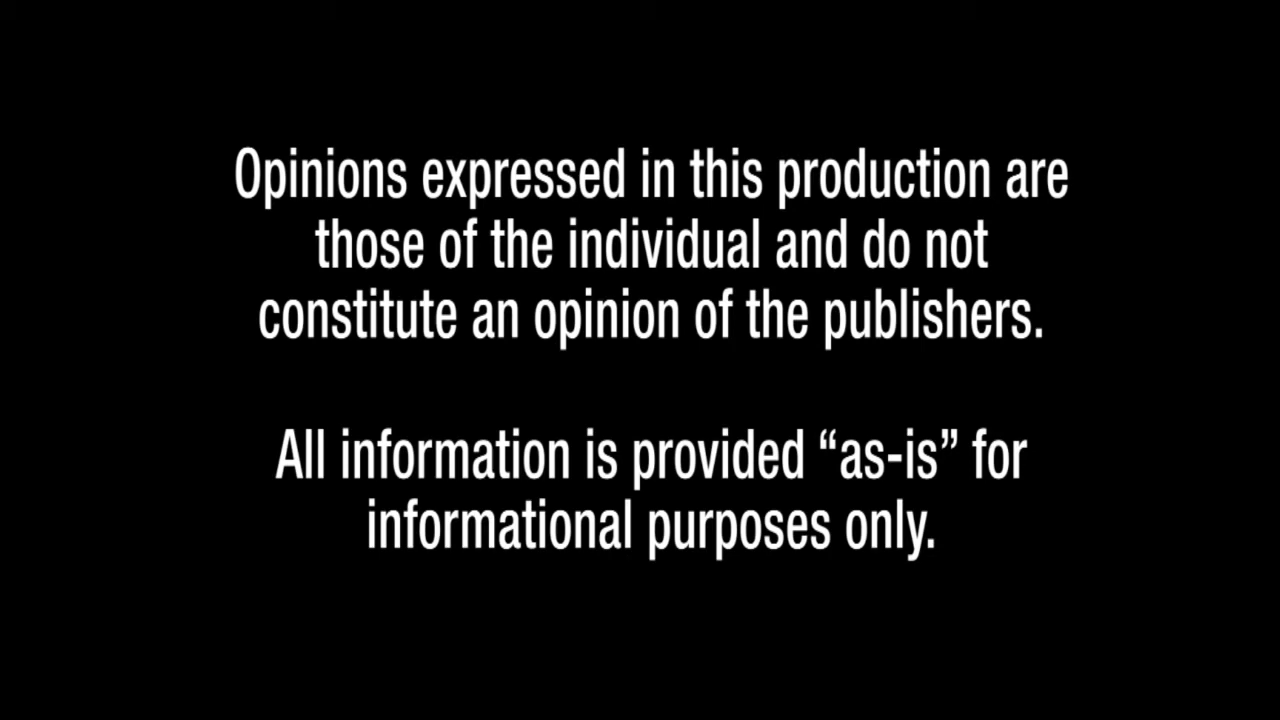 Opinions expressed in this production are
those of the individual and do not
constitute an opinion of the publishers.
All information is provided “as-is” for
informational purposes only.